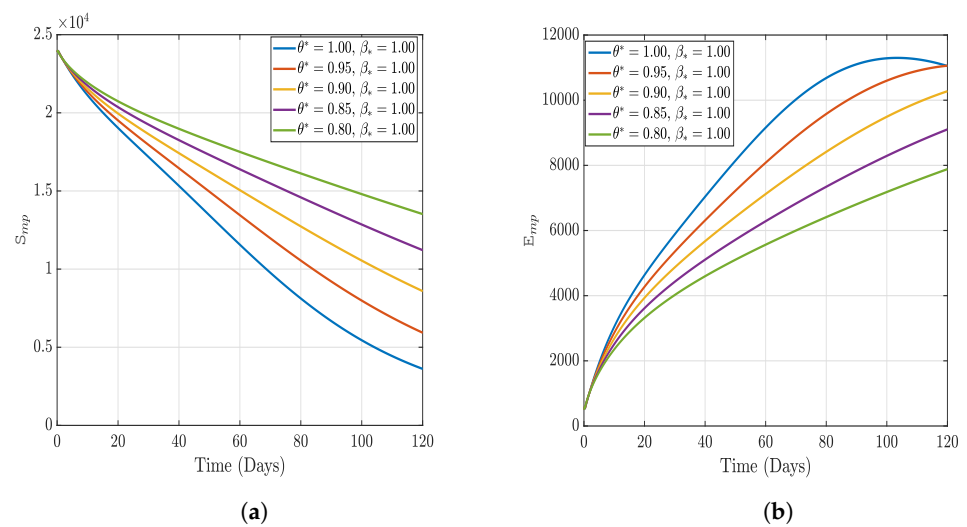 ×10⁴
2.5
2
1.5
1
0.5
0
0 20 40 60 80 100 120
S_mp
Time (Days)
θ* = 1.00, β_* = 1.00
θ* = 0.95, β_* = 1.00
θ* = 0.90, β_* = 1.00
θ* = 0.85, β_* = 1.00
θ* = 0.80, β_* = 1.00
(a)
12000
10000
8000
6000
4000
2000
0
0 20 40 60 80 100 120
E_mp
Time (Days)
θ* = 1.00, β_* = 1.00
θ* = 0.95, β_* = 1.00
θ* = 0.90, β_* = 1.00
θ* = 0.85, β_* = 1.00
θ* = 0.80, β_* = 1.00
(b)